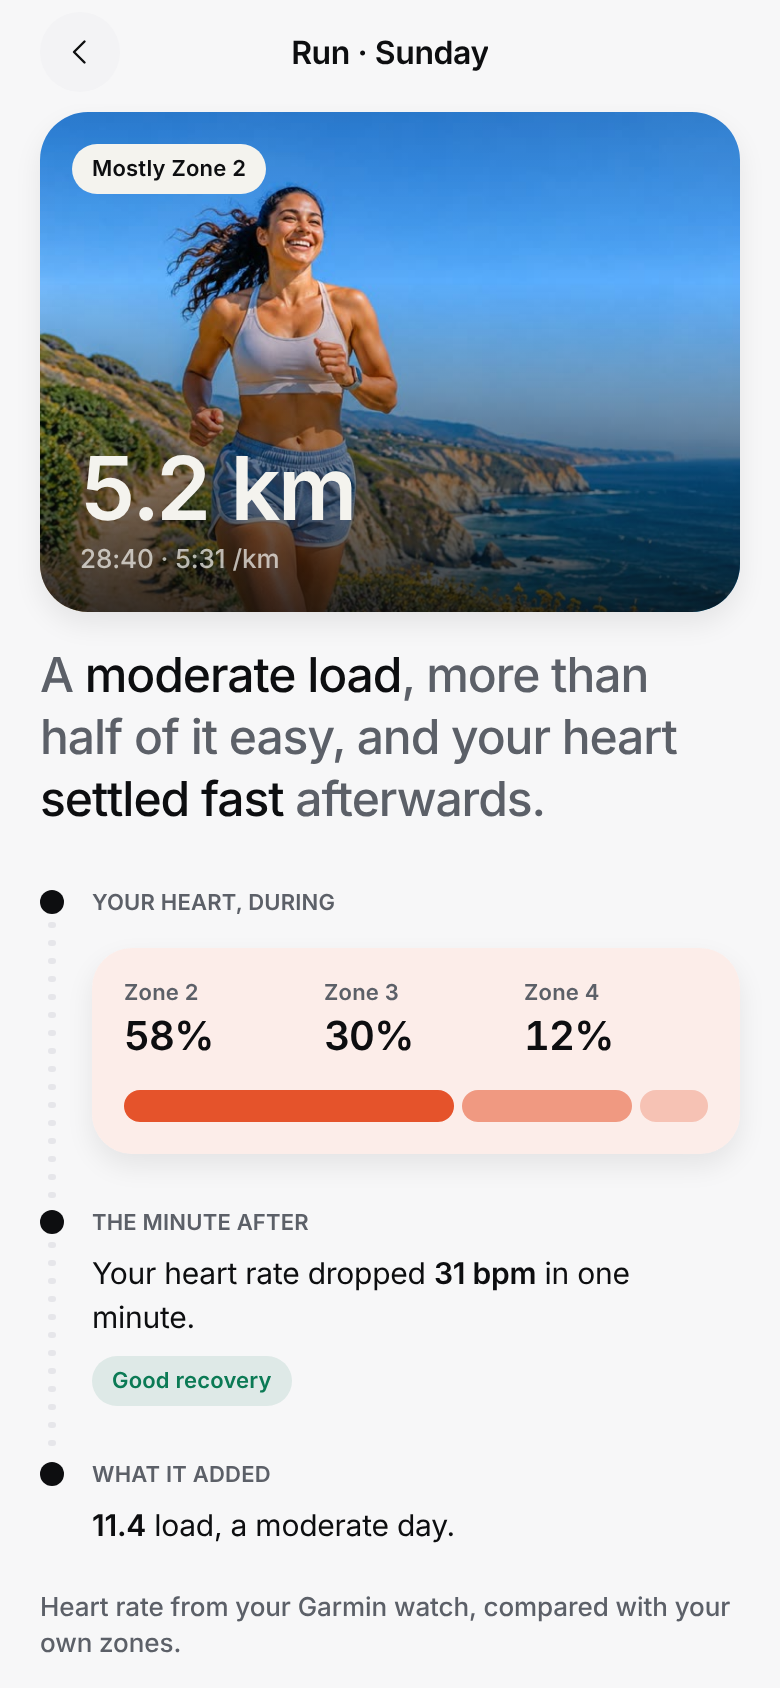 Run · Sunday
Mostly Zone 2
5.2 km
28:40 · 5:31 /km
A moderate load, more than
half of it easy, and your heart
settled fast afterwards.
YOUR HEART, DURING
Zone 2 Zone 3 Zone 4
58% 30% 12%
THE MINUTE AFTER
Your heart rate dropped 31 bpm in one
minute.
Good recovery
WHAT IT ADDED
11.4 load, a moderate day.
Heart rate from your Garmin watch, compared with your
own zones.